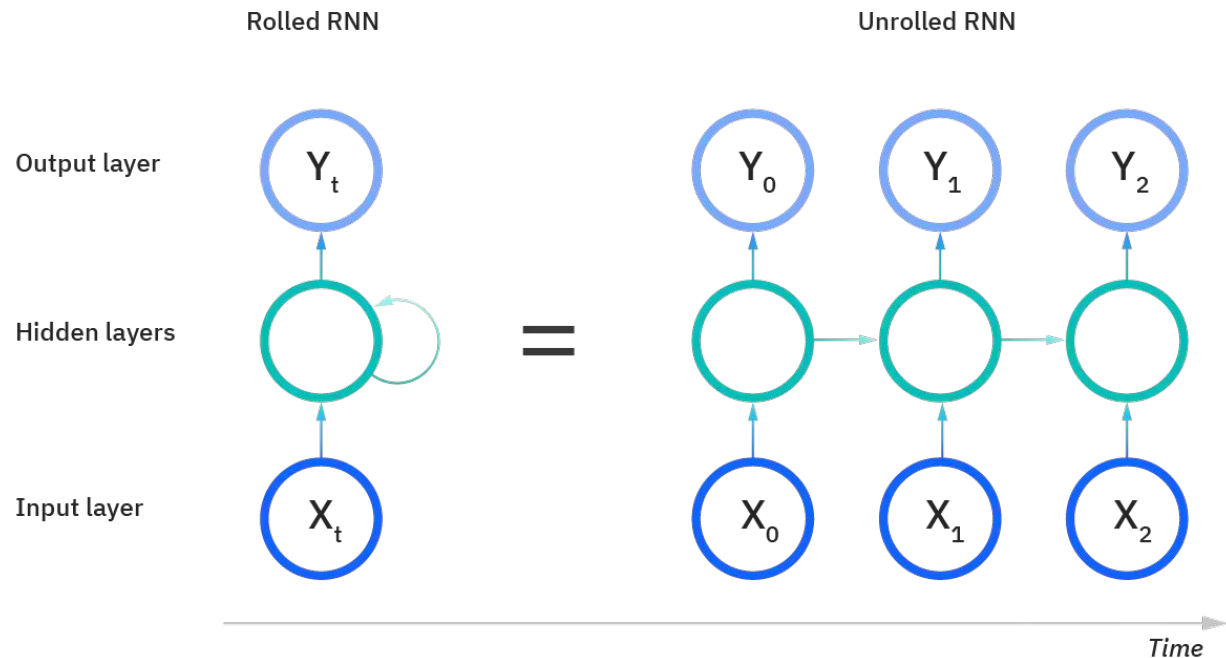 Rolled RNN
Unrolled RNN
Output layer
Yt
Y0
Y1
Y2
Hidden layers
=
Input layer
Xt
X0
X1
X2
Time